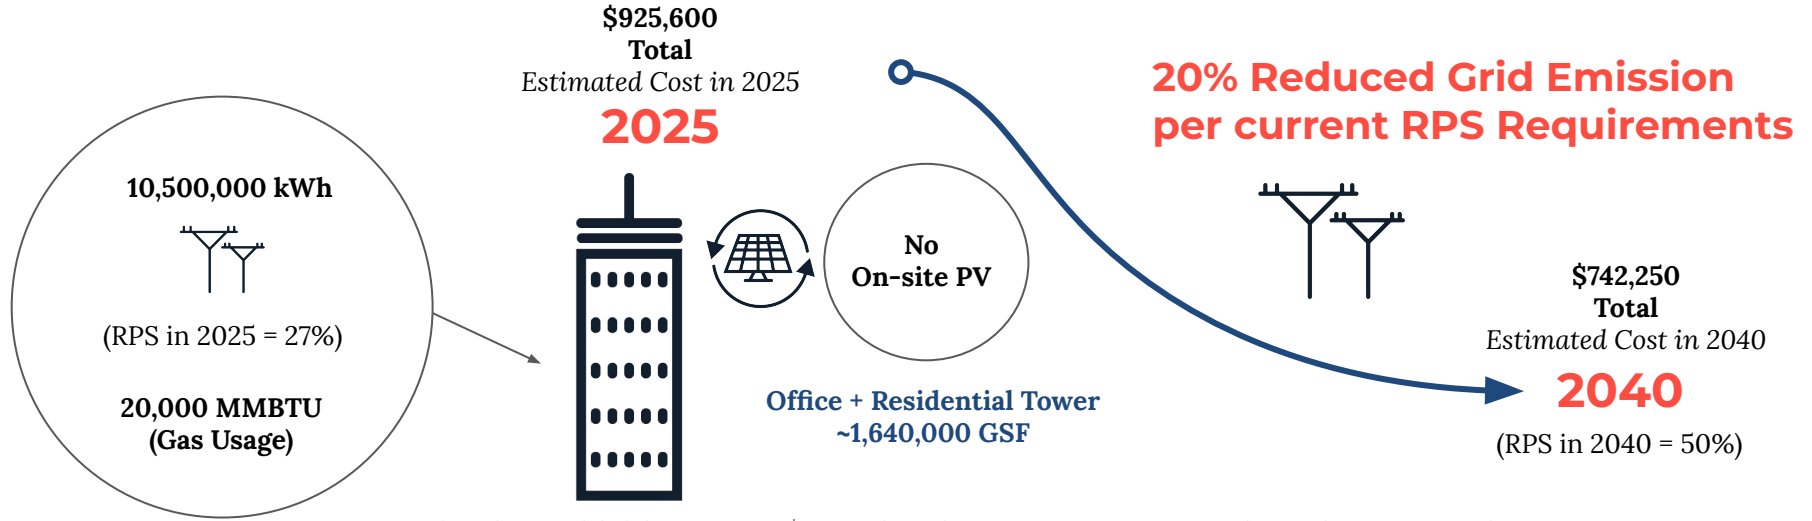 $925,600
Total
Estimated Cost in 2025
2025
20% Reduced Grid Emission
per current RPS Requirements
10,500,000 kWh
(RPS in 2025 = 27%)
20,000 MMBTU
(Gas Usage)
No
On-site PV
Office + Residential Tower
~1,640,000 GSF
$742,250
Total
Estimated Cost in 2040
2040
(RPS in 2040 = 50%)